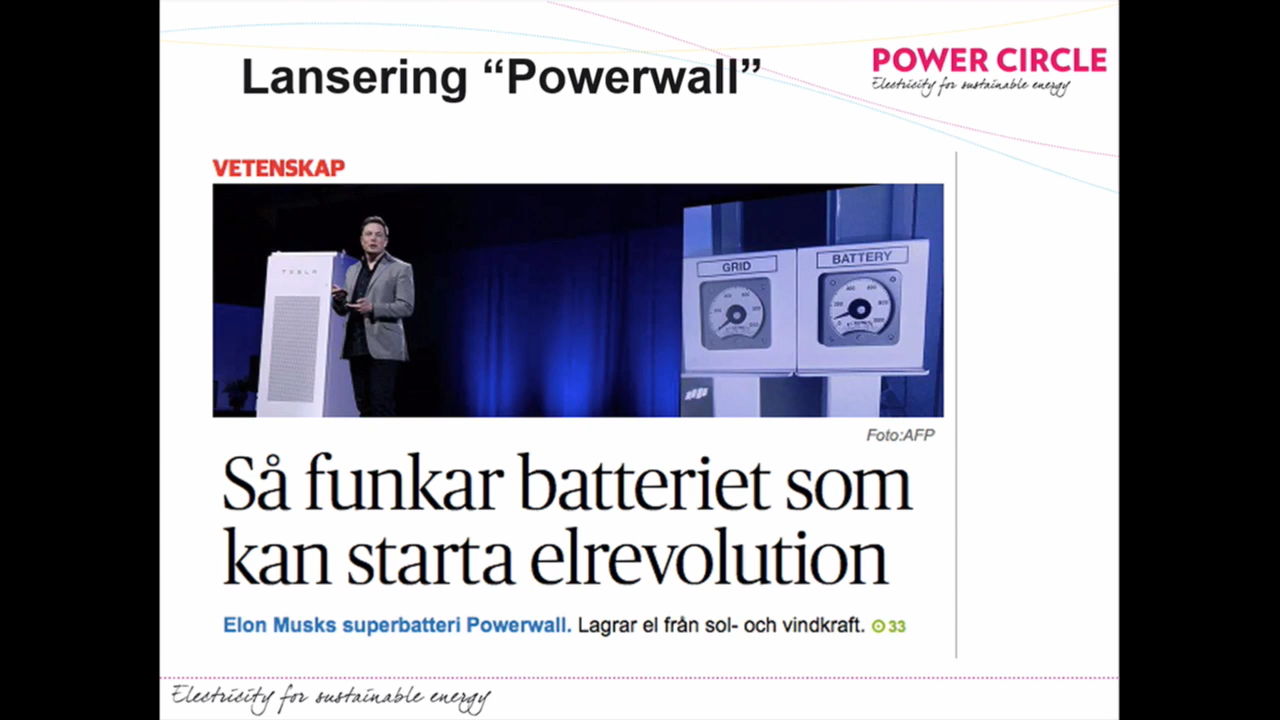 Lansering “Powerwall”
POWER CIRCLE
Electricity for sustainable energy
VETENSKAP
TESLA
GRID
BATTERY
Foto:AFP
Så funkar batteriet som
kan starta elrevolution
Elon Musks superbatteri Powerwall. Lagrar el från sol- och vindkraft. 33
Electricity for sustainable energy